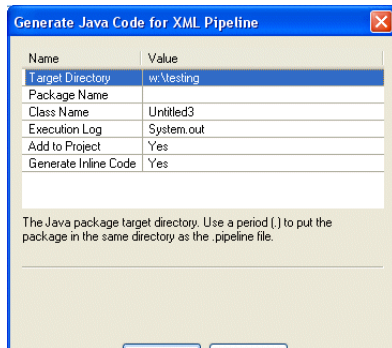 Generate Java Code for XML Pipeline
Name Value
Target Directory w:\testing
Package Name
Class Name Untitled3
Execution Log System.out
Add to Project Yes
Generate Inline Code Yes
The Java package target directory. Use a period (.) to put the
package in the same directory as the .pipeline file.